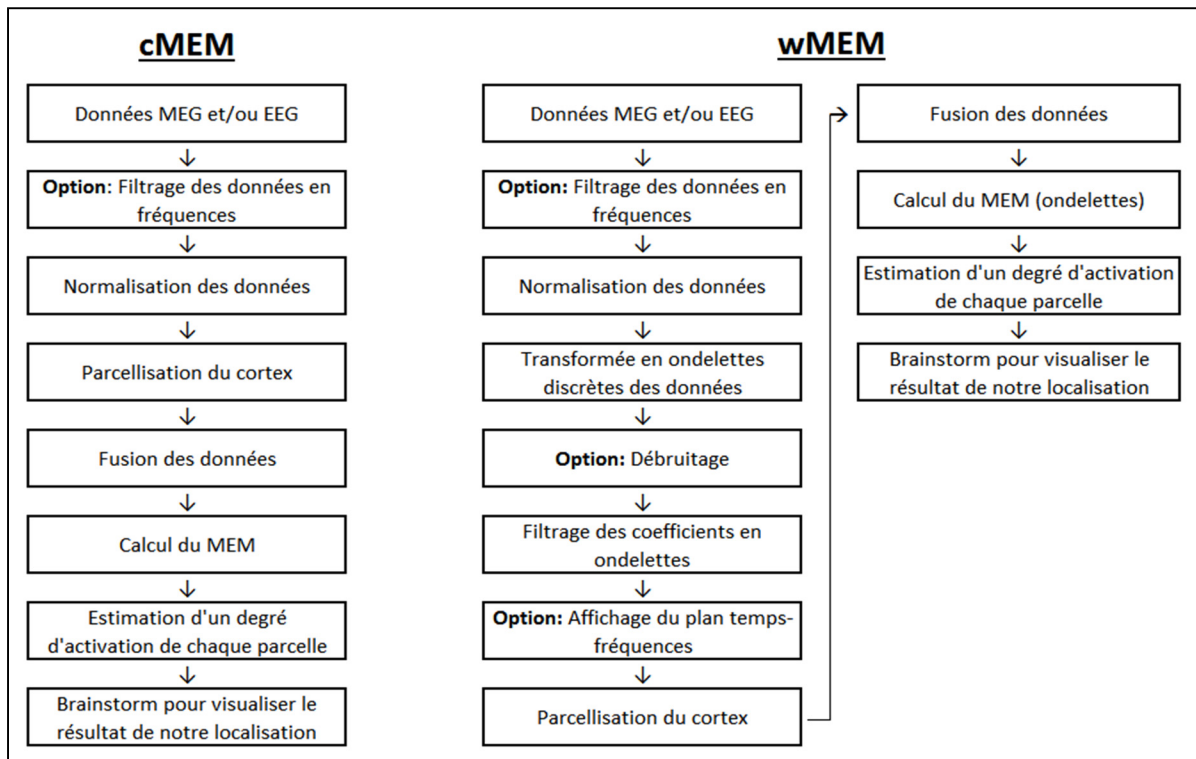 cMEM
Données MEG et/ou EEG
↓
Option: Filtrage des données en
fréquences
↓
Normalisation des données
↓
Parcellisation du cortex
↓
Fusion des données
↓
Calcul du MEM
↓
Estimation d'un degré
d'activation de chaque parcelle
↓
Brainstorm pour visualiser le
résultat de notre localisation
wMEM
Données MEG et/ou EEG
↓
Option: Filtrage des données en
fréquences
↓
Normalisation des données
↓
Transformée en ondelettes
discrètes des données
↓
Option: Débruitage
↓
Filtrage des coefficients en
ondelettes
↓
Option: Affichage du plan temps-
fréquences
↓
Parcellisation du cortex
→
Fusion des données
↓
Calcul du MEM (ondelettes)
↓
Estimation d'un degré d'activation
de chaque parcelle
↓
Brainstorm pour visualiser le
résultat de notre localisation